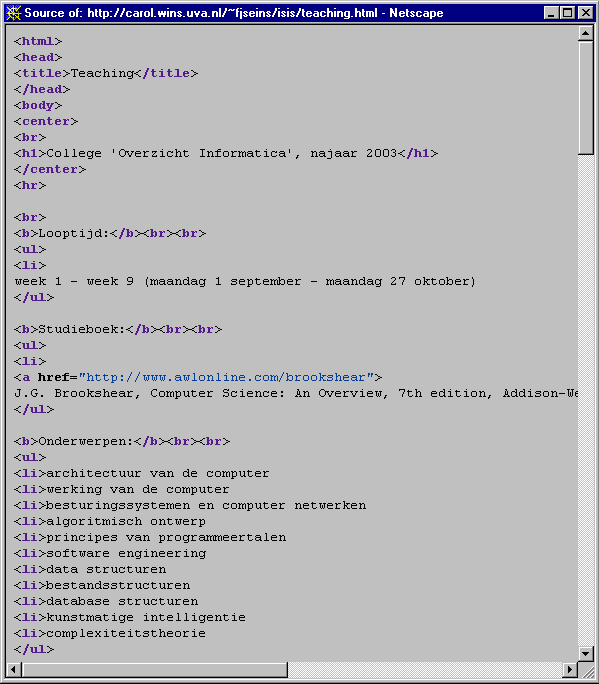 Source of: http://carol.wins.uva.nl/~fjseins/isis/teaching.html - Netscape
<html>
<head>
<title>Teaching</title>
</head>
<body>
<center>
<br>
<h1>College 'Overzicht Informatica', najaar 2003</h1>
</center>
<hr>
<br>
<b>Looptijd:</b><br><br>
<ul>
<li>
week 1 - week 9 (maandag 1 september - maandag 27 oktober)
</ul>
<b>Studieboek:</b><br><br>
<ul>
<li>
<a href="http://www.awlonline.com/brookshear">
J.G. Brookshear, Computer Science: An Overview, 7th edition, Addison-We
</ul>
<b>Onderwerpen:</b><br><br>
<ul>
<li>architectuur van de computer
<li>werking van de computer
<li>besturingssystemen en computer netwerken
<li>algoritmisch ontwerp
<li>principes van programmeertalen
<li>software engineering
<li>data structuren
<li>bestandsstructuren
<li>database structuren
<li>kunstmatige intelligentie
<li>complexiteitstheorie
</ul>